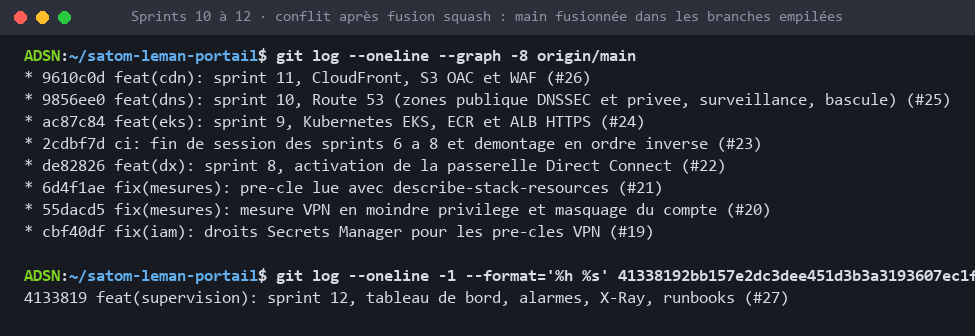 Sprints 10 à 12 · conflit après fusion squash : main fusionnée dans les branches empilées
ADSN:~/satom-leman-portail$ git log --oneline --graph -8 origin/main
* 9610c0d feat(cdn): sprint 11, CloudFront, S3 OAC et WAF (#26)
* 9856ee0 feat(dns): sprint 10, Route 53 (zones publique DNSSEC et privee, surveillance, bascule) (#25)
* ac87c84 feat(eks): sprint 9, Kubernetes EKS, ECR et ALB HTTPS (#24)
* 2cdbf7d ci: fin de session des sprints 6 a 8 et demontage en ordre inverse (#23)
* de82826 feat(dx): sprint 8, activation de la passerelle Direct Connect (#22)
* 6d4f1ae fix(mesures): pre-cle lue avec describe-stack-resources (#21)
* 55dacd5 fix(mesures): mesure VPN en moindre privilege et masquage du compte (#20)
* cbf40df fix(iam): droits Secrets Manager pour les pre-cles VPN (#19)
ADSN:~/satom-leman-portail$ git log --oneline -1 --format='%h %s' 41338192bb157e2dc3dee451d3b3a3193607ec1f
4133819 feat(supervision): sprint 12, tableau de bord, alarmes, X-Ray, runbooks (#27)